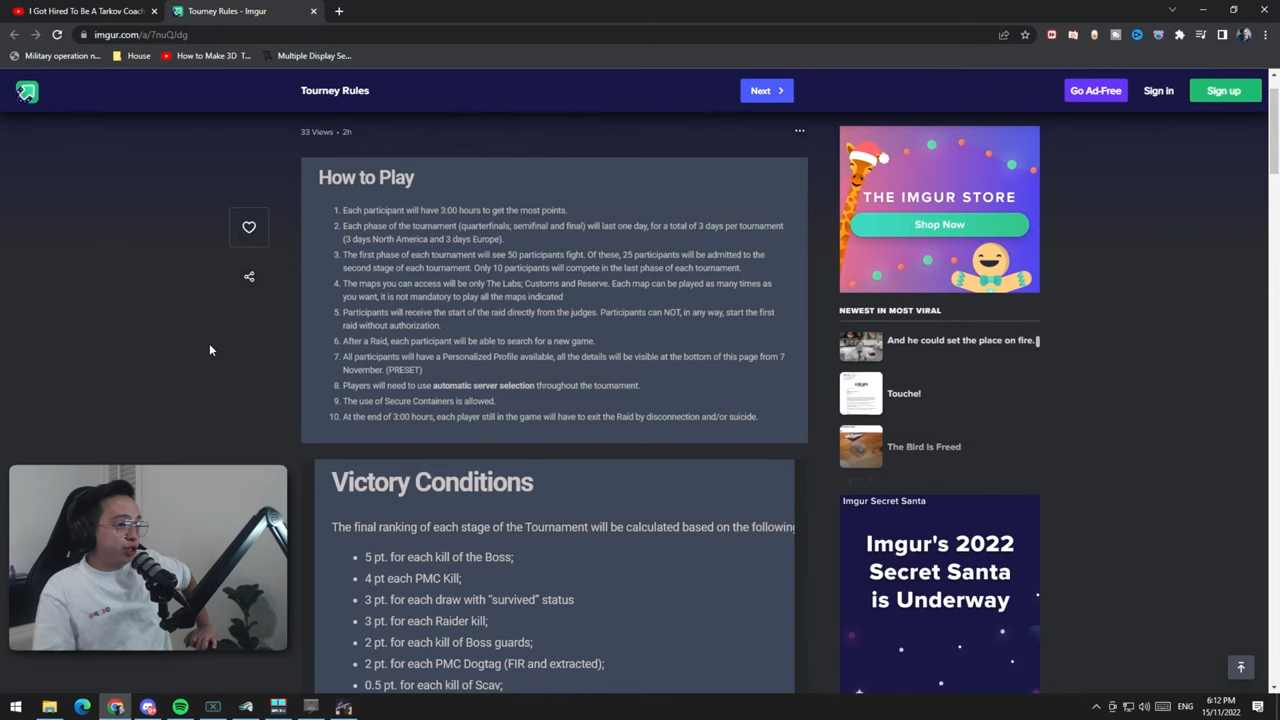 I Got Hired To Be A Tarkov Coach
Tourney Rules - Imgur
imgur.com/a/7nuQJdg
Military operation n...
House
How to Make 3D T...
Multiple Display Se...
Tourney Rules
Next
Go Ad-Free
Sign in
Sign up
33 Views • 2h
How to Play
1. Each participant will have 3:00 hours to get the most points.
2. Each phase of the tournament (quarterfinals; semifinal and final) will last one day, for a total of 3 days per tournament
(3 days North America and 3 days Europe).
3. The first phase of each tournament will see 50 participants fight. Of these, 25 participants will be admitted to the
second stage of each tournament. Only 10 participants will compete in the last phase of each tournament.
4. The maps you can access will be only The Labs; Customs and Reserve. Each map can be played as many times as
you want, it is not mandatory to play all the maps indicated
5. Participants will receive the start of the raid directly from the judges. Participants can NOT, in any way, start the first
raid without authorization.
6. After a Raid, each participant will be able to search for a new game.
7. All participants will have a Personalized Profile available, all the details will be visible at the bottom of this page from 7
November. (PRESET)
8. Players will need to use automatic server selection throughout the tournament.
9. The use of Secure Containers is allowed.
10. At the end of 3:00 hours, each player still in the game will have to exit the Raid by disconnection and/or suicide.
Victory Conditions
The final ranking of each stage of the Tournament will be calculated based on the following
• 5 pt. for each kill of the Boss;
• 4 pt each PMC Kill;
• 3 pt. for each draw with “survived” status
• 3 pt. for each Raider kill;
• 2 pt. for each kill of Boss guards;
• 2 pt. for each PMC Dogtag (FIR and extracted);
• 0.5 pt. for each kill of Scav;
THE IMGUR STORE
Shop Now
NEWEST IN MOST VIRAL
And he could set the place on fire.
Touche!
The Bird Is Freed
Imgur Secret Santa
Imgur's 2022
Secret Santa
is Underway
ENG
6:12 PM
15/11/2022